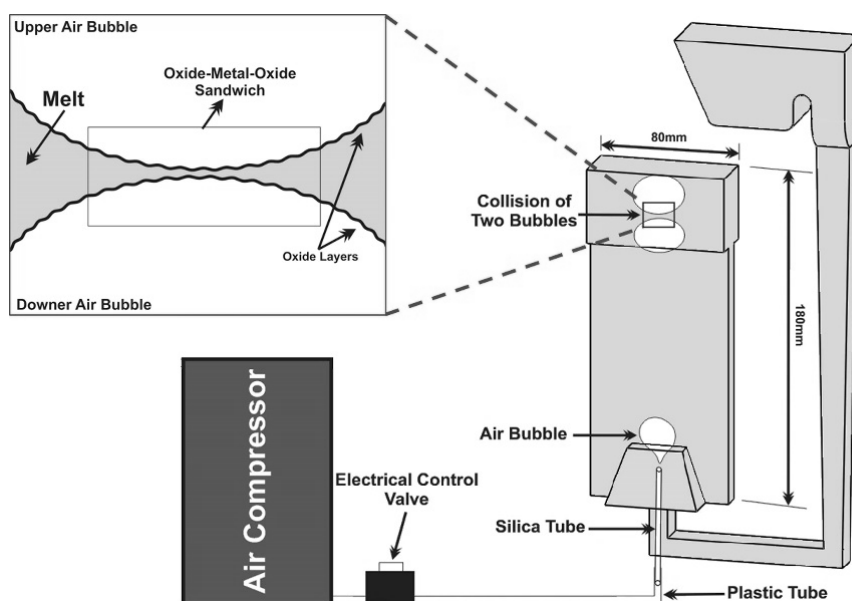 Upper Air Bubble
Oxide-Metal-Oxide
Sandwich
Melt
Oxide Layers
Downer Air Bubble
80mm
Collision of
Two Bubbles
180mm
Air Bubble
Air Compressor
Electrical Control
Valve
Silica Tube
Plastic Tube